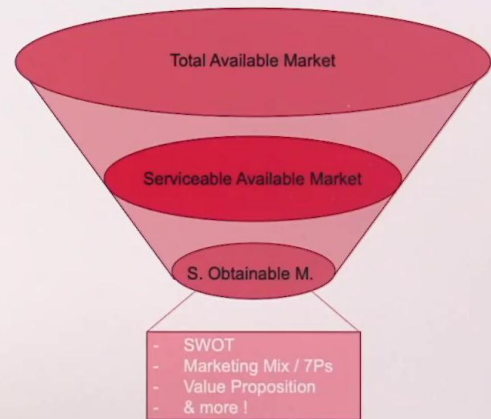 Total Available Market
Serviceable Available Market
S. Obtainable M.
- SWOT
- Marketing Mix / 7Ps
- Value Proposition
- & more !